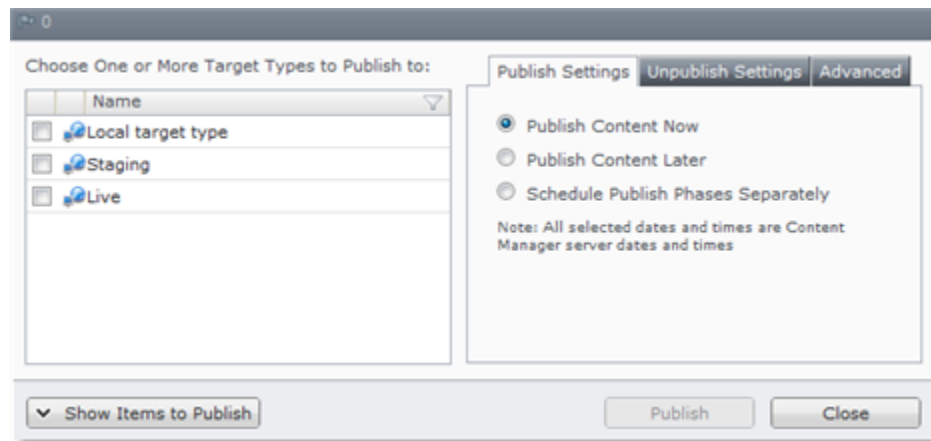 0
Choose One or More Target Types to Publish to:
Name
Local target type
Staging
Live
Publish Settings
Unpublish Settings
Advanced
Publish Content Now
Publish Content Later
Schedule Publish Phases Separately
Note: All selected dates and times are Content
Manager server dates and times
Show Items to Publish
Publish
Close